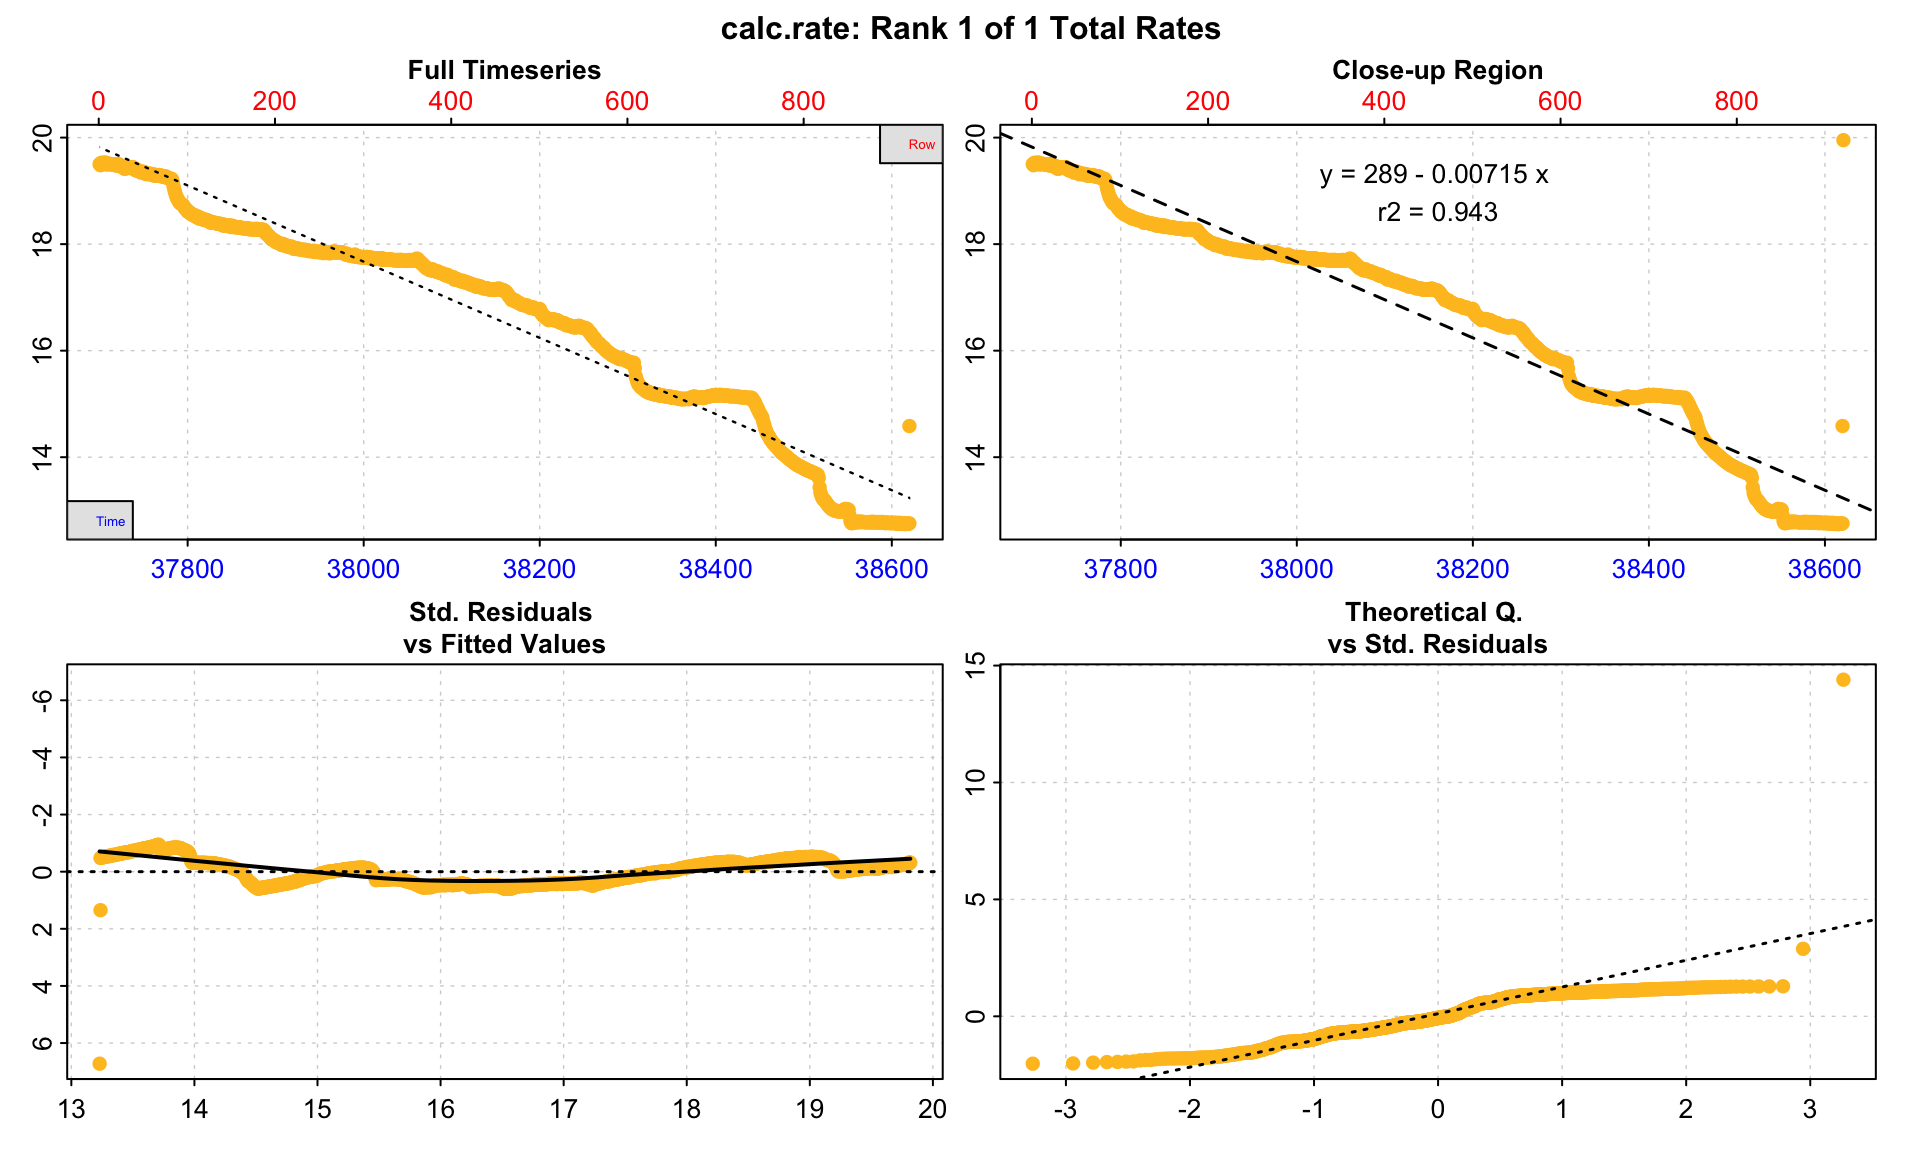 calc.rate: Rank 1 of 1 Total Rates
Full Timeseries
0 200 400 600 800
20
18
16
14
Row
Time
37800 38000 38200 38400 38600
Close-up Region
0 200 400 600 800
20
18
16
14
y = 289 - 0.00715 x
r2 = 0.943
37800 38000 38200 38400 38600
Std. Residuals
vs Fitted Values
-6
-4
-2
0
2
4
6
13 14 15 16 17 18 19 20
Theoretical Q.
vs Std. Residuals
15
10
5
0
-3 -2 -1 0 1 2 3